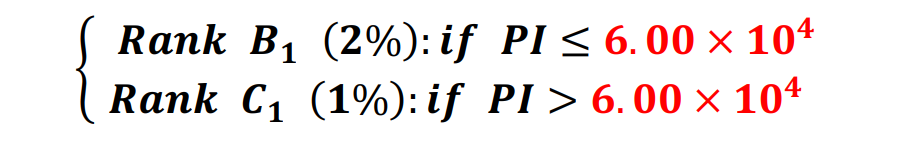 Rank B₁ (2%): if PI ≤ 6.00 × 10⁴
Rank C₁ (1%): if PI > 6.00 × 10⁴